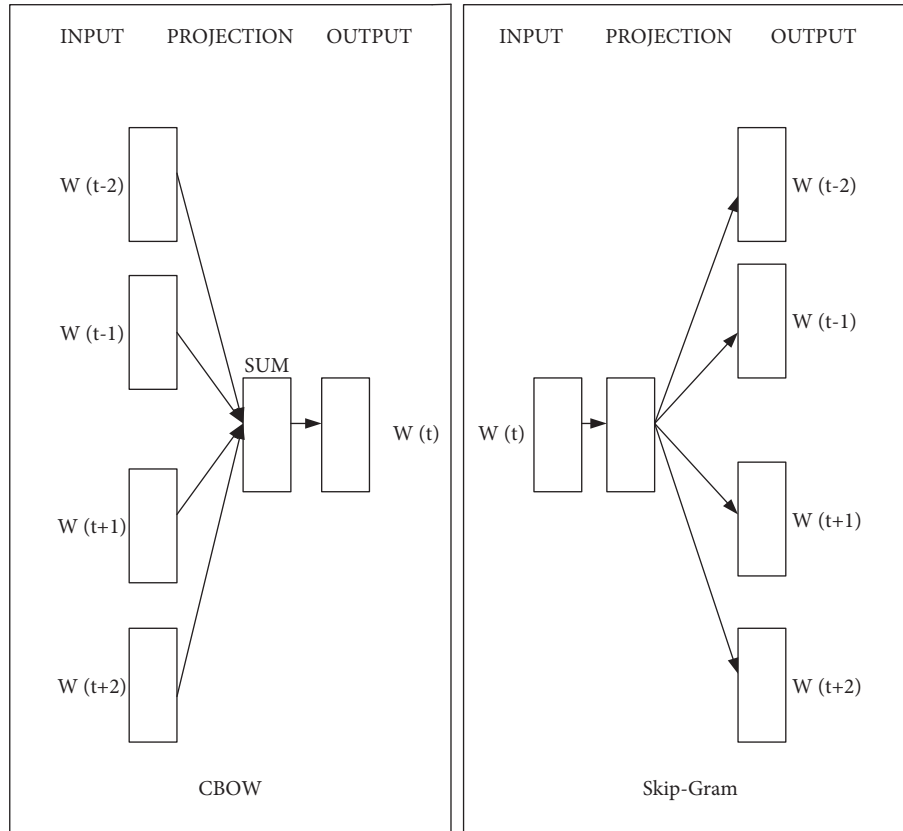 INPUT PROJECTION OUTPUT
W (t-2)
W (t-1)
SUM
W (t)
W (t+1)
W (t+2)
CBOW
INPUT PROJECTION OUTPUT
W (t-2)
W (t-1)
W (t)
W (t+1)
W (t+2)
Skip-Gram